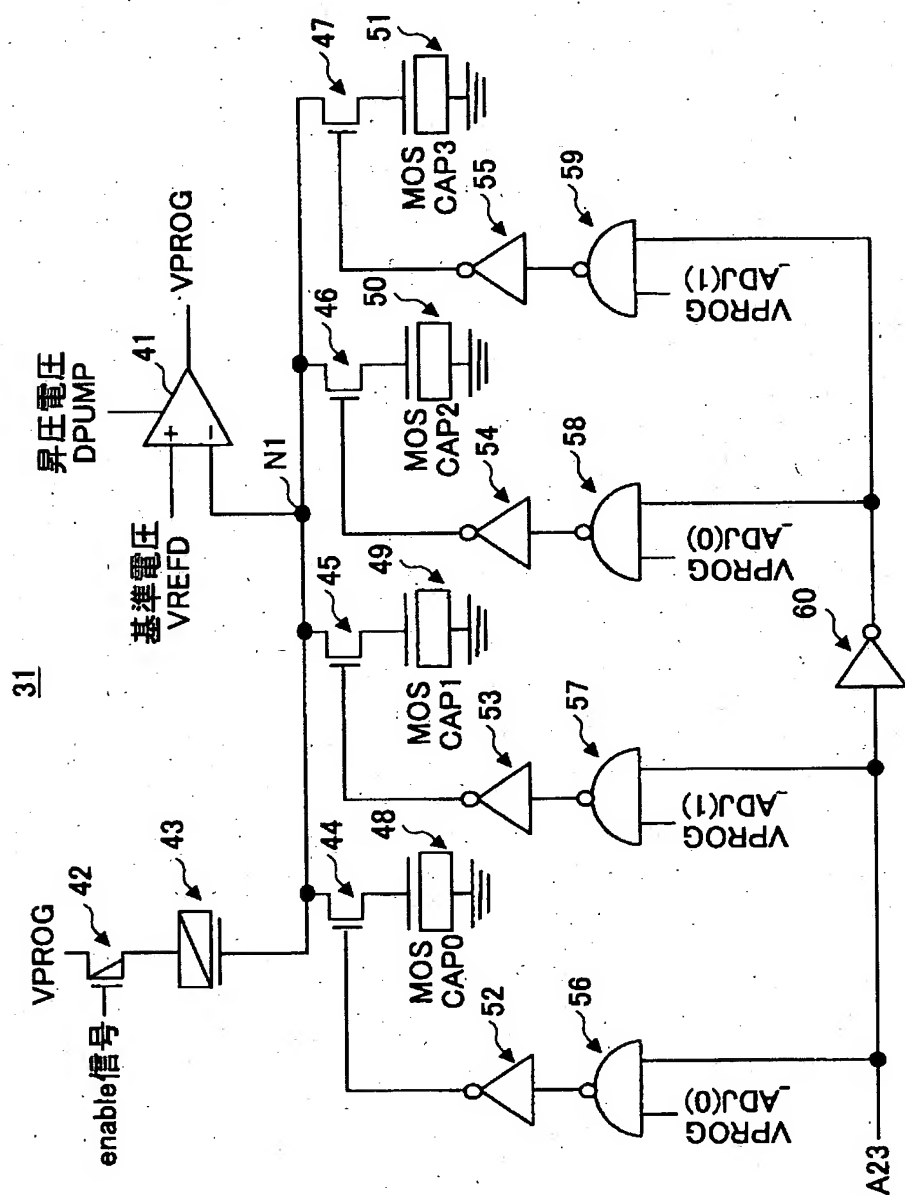 31
昇圧電圧
DPUMP
41
VPROG
基準電圧
VREFD
+
-
N1
VPROG
enable信号
42
43
44
45
46
47
MOS
CAP0
48
MOS
CAP1
49
MOS
CAP2
50
MOS
CAP3
51
52
53
54
55
56
57
58
59
VPROG
_ADJ(0)
VPROG
_ADJ(1)
VPROG
_ADJ(0)
VPROG
_ADJ(1)
60
A23